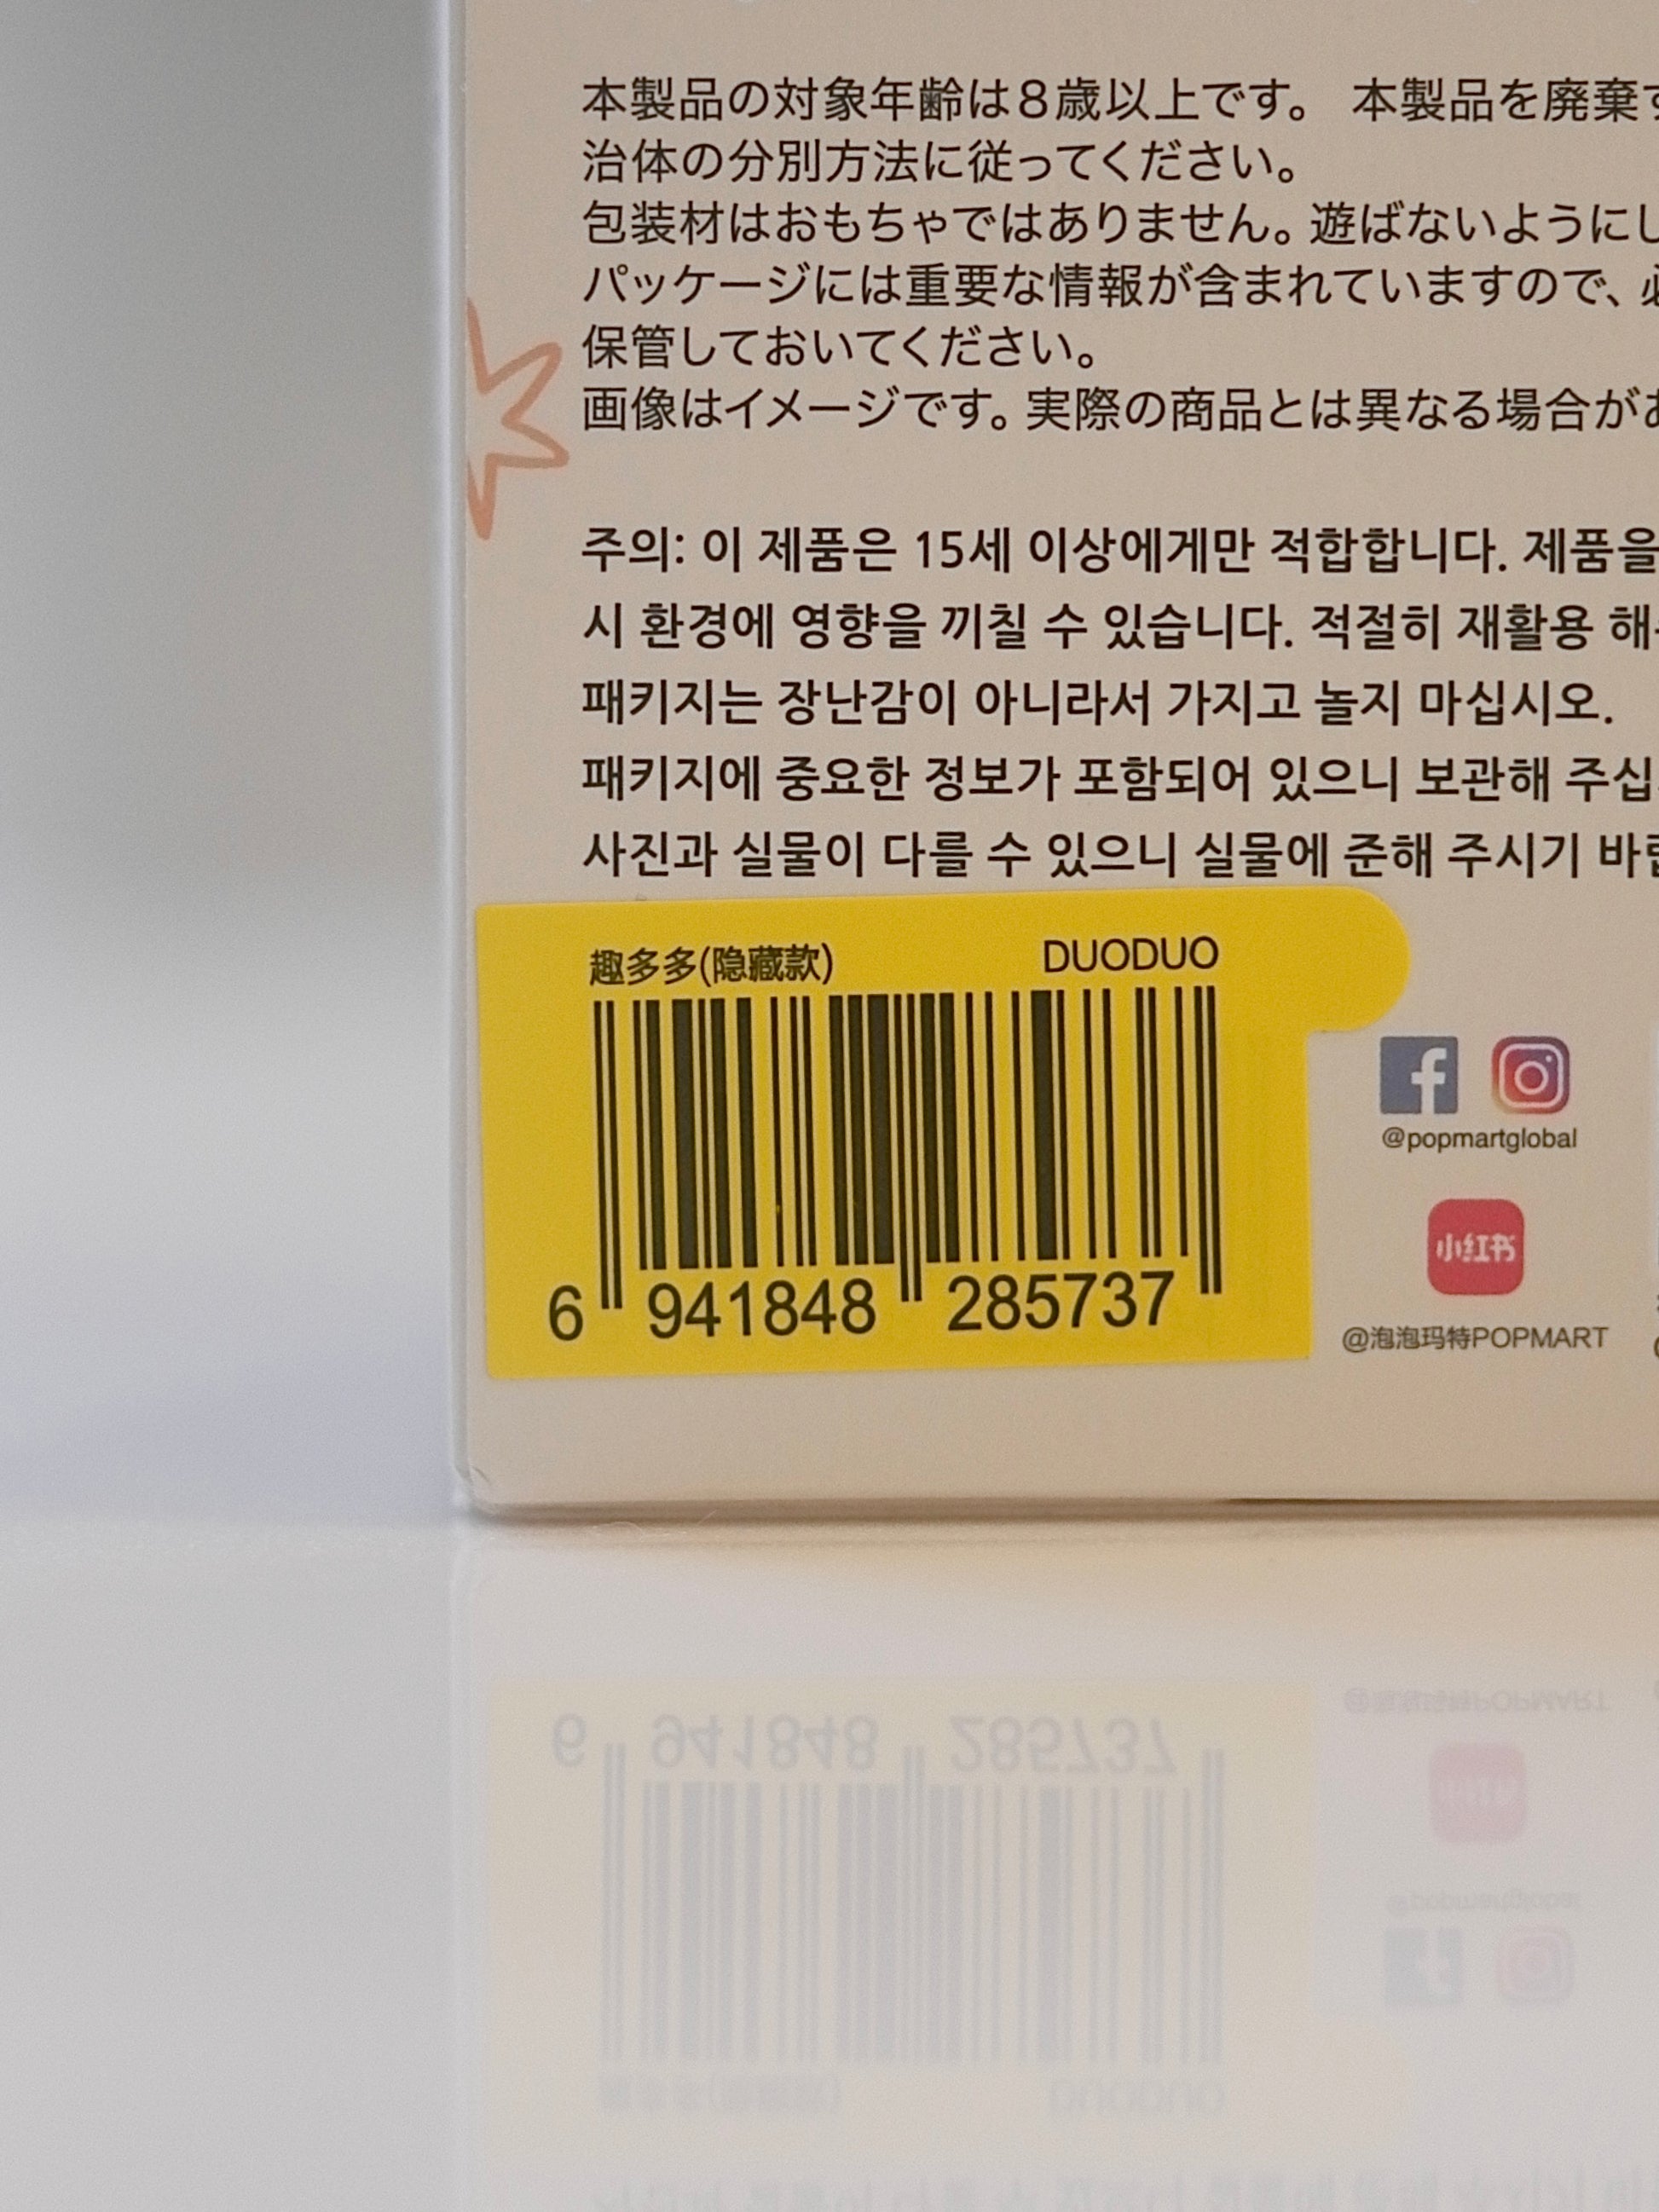 本製品の対象年齢は8歳以上です。 本製品を廃棄す
治体の分別方法に従ってください。
包装材はおもちゃではありません。遊ばないようにし
パッケージには重要な情報が含まれていますので、必
保管しておいてください。
画像はイメージです。実際の商品とは異なる場合があ
주의: 이 제품은 15세 이상에게만 적합합니다. 제품을
시 환경에 영향을 끼칠 수 있습니다. 적절히 재활용 해
패키지는 장난감이 아니라서 가지고 놀지 마십시오.
패키지에 중요한 정보가 포함되어 있으니 보관해 주십
사진과 실물이 다를 수 있으니 실물에 준해 주시기 바랍
趣多多(隐藏款) DUODUO
6 941848 285737
@popmartglobal
小红书
@泡泡玛特POPMART